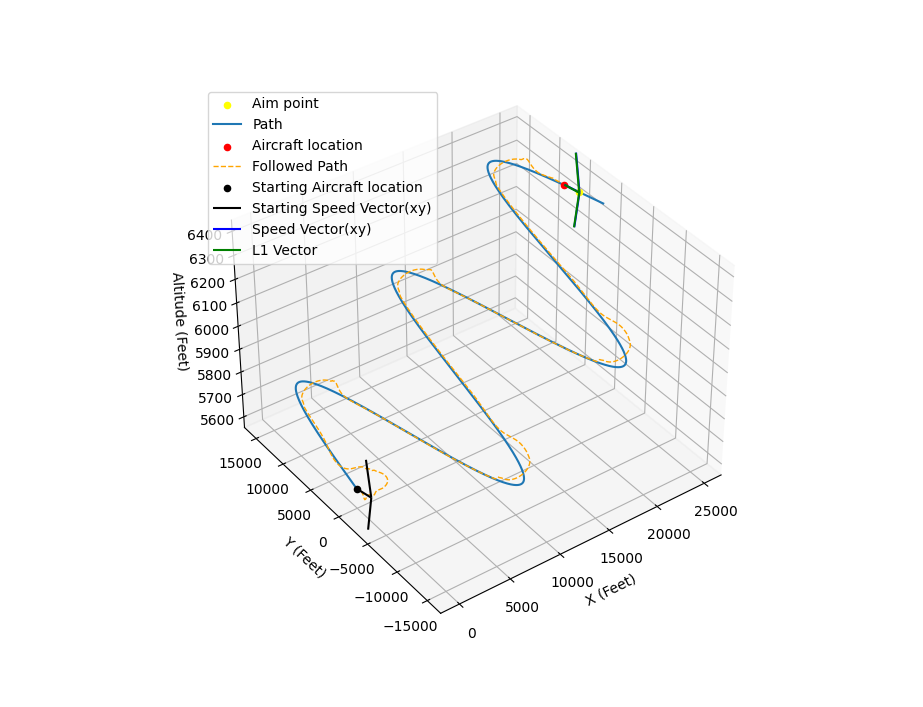 Aim point
Path
Aircraft location
Followed Path
Starting Aircraft location
Starting Speed Vector(xy)
Speed Vector(xy)
L1 Vector
6400
6300
6200
6100
6000
5900
5800
5700
5600
Altitude (Feet)
15000
10000
5000
0
−5000
−10000
−15000
Y (Feet)
0
5000
10000
15000
20000
25000
X (Feet)